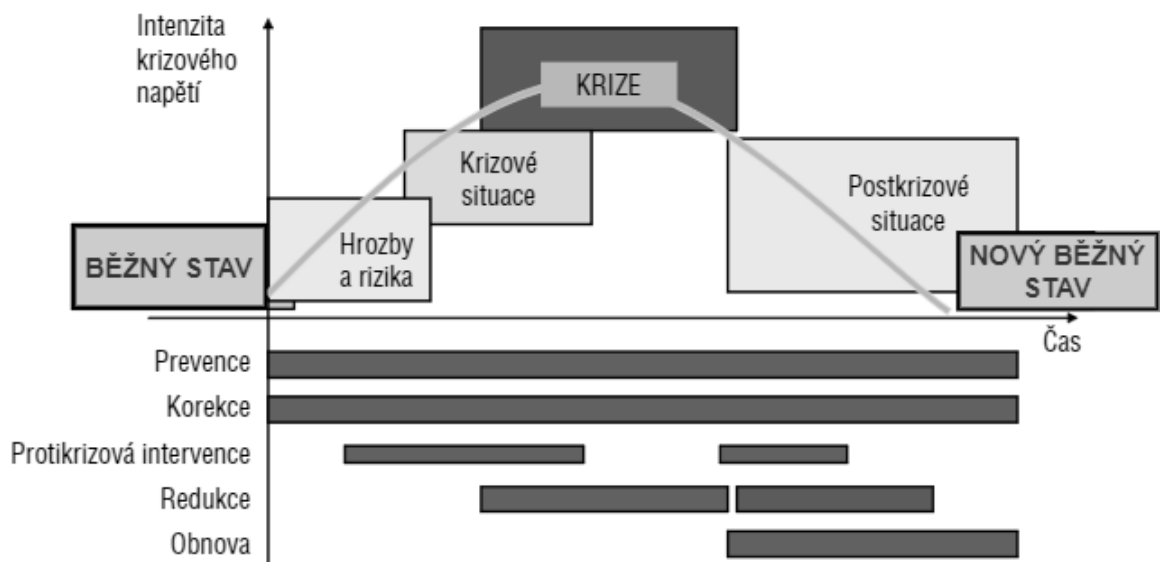 Intenzita
krizového
napětí
KRIZE
Krizové
situace
Postkrizové
situace
Hrozby
a rizika
BĚŽNÝ STAV
NOVÝ BĚŽNÝ
STAV
Čas
Prevence
Korekce
Protikrizová intervence
Redukce
Obnova